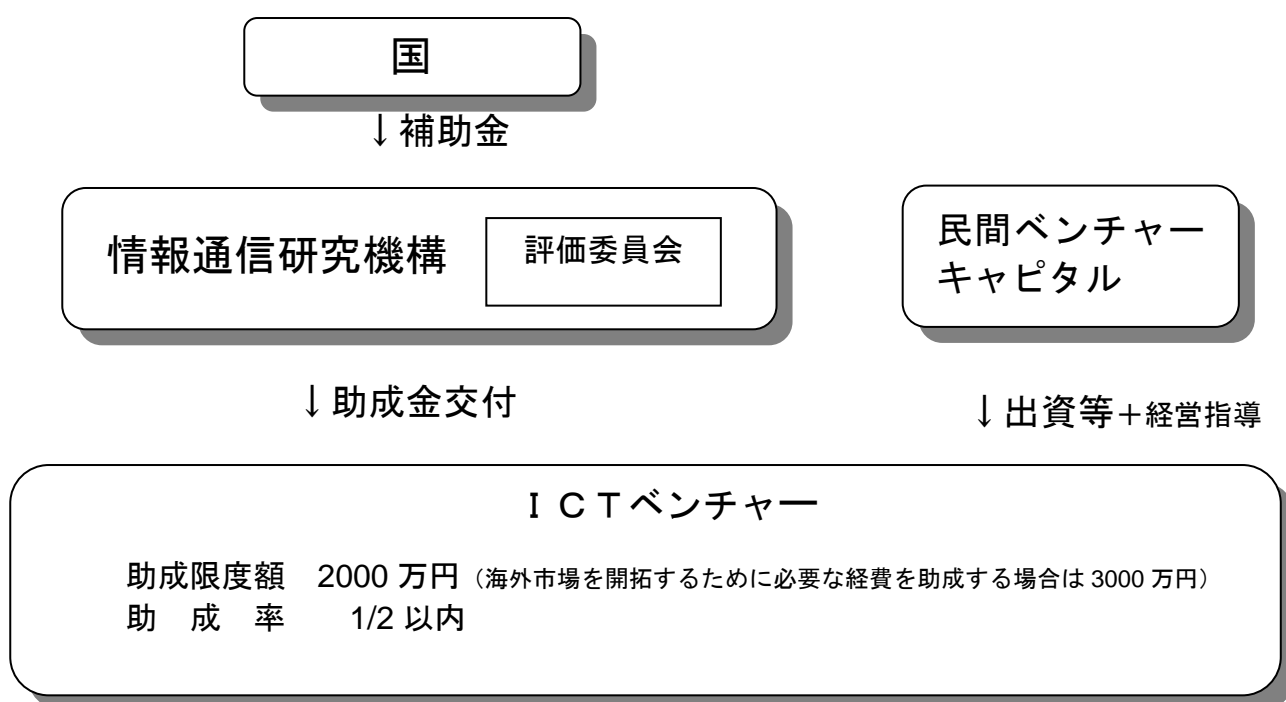 国
↓補助金
情報通信研究機構
評価委員会
民間ベンチャー
キャピタル
↓助成金交付
↓出資等＋経営指導
ＩＣＴベンチャー
助成限度額　2000 万円（海外市場を開拓するために必要な経費を助成する場合は 3000 万円）
助　成　率　　1/2 以内